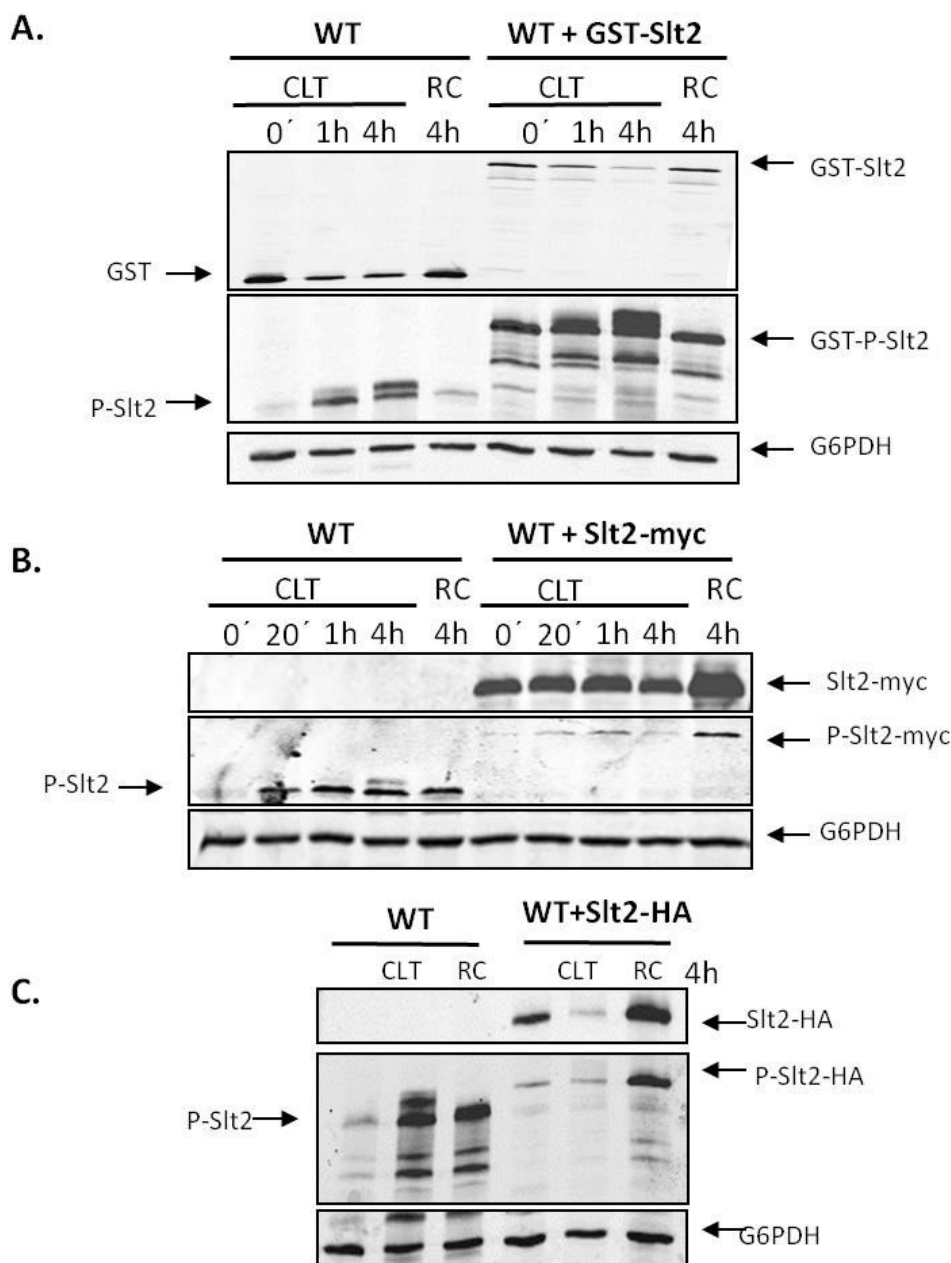 A.
WT WT + GST-Slt2
CLT RC CLT RC
0´ 1h 4h 4h 0´ 1h 4h 4h
GST-Slt2
GST
GST-P-Slt2
P-Slt2
G6PDH
B.
WT WT + Slt2-myc
CLT RC CLT RC
0´ 20´ 1h 4h 4h 0´ 20´ 1h 4h 4h
Slt2-myc
P-Slt2-myc
P-Slt2
G6PDH
C.
WT WT+Slt2-HA
CLT RC CLT RC 4h
Slt2-HA
P-Slt2-HA
P-Slt2
G6PDH